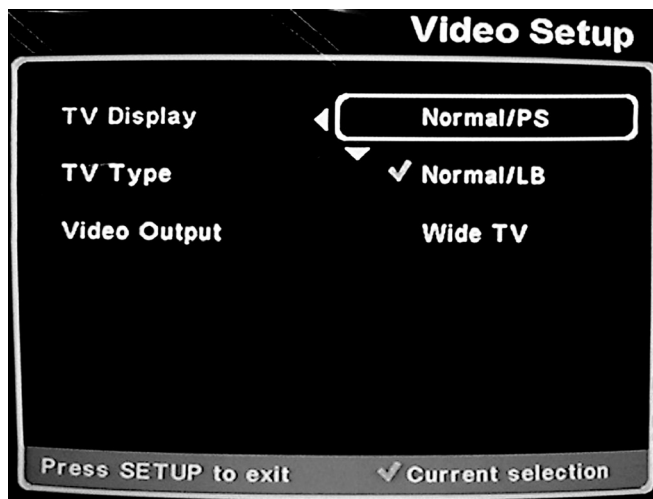 Video Setup
TV Display Normal/PS
TV Type ✓ Normal/LB
Video Output Wide TV
Press SETUP to exit ✓ Current selection